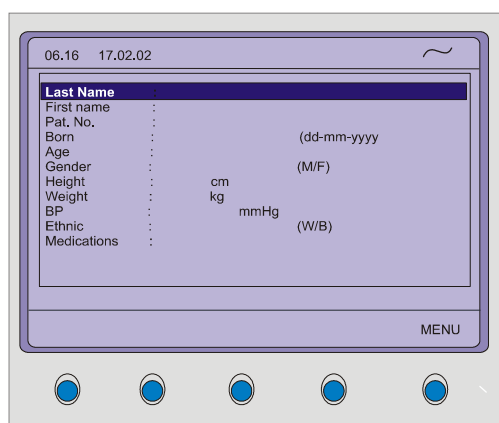 06.16 17.02.02
Last Name :
First name :
Pat. No. :
Born : (dd-mm-yyyy
Age :
Gender : (M/F)
Height : cm
Weight : kg
BP : mmHg
Ethnic : (W/B)
Medications :
MENU